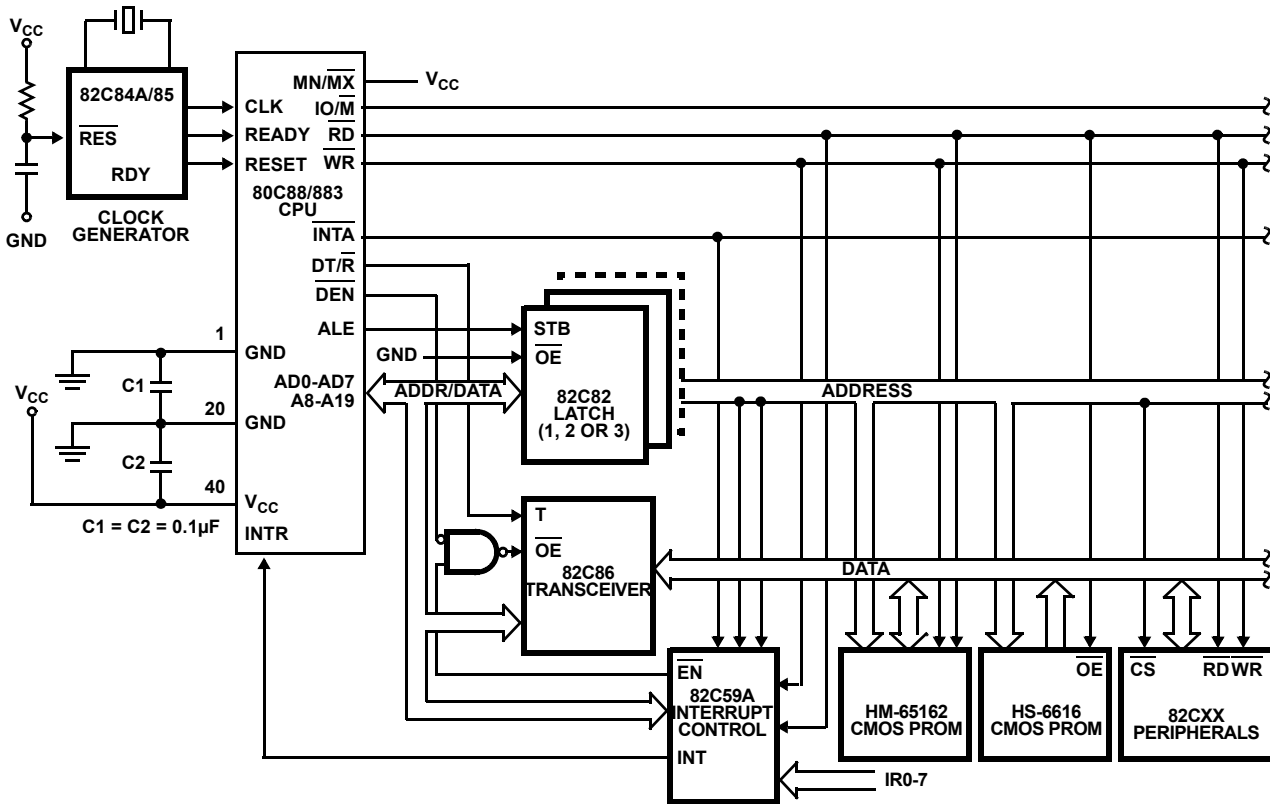 VCC
82C84A/85
RES
RDY
CLOCK
GENERATOR
GND
MN/MX
VCC
CLK
IO/M
READY
RD
RESET
WR
80C88/883
CPU
INTA
DT/R
DEN
ALE
1
GND
C1
VCC
AD0-AD7
A8-A19
20
GND
C2
40
VCC
C1 = C2 = 0.1µF
INTR
ADDR/DATA
GND
STB
OE
82C82
LATCH
(1, 2 OR 3)
ADDRESS
T
OE
82C86
TRANSCEIVER
DATA
EN
82C59A
INTERRUPT
CONTROL
INT
IR0-7
HM-65162
CMOS PROM
OE
HS-6616
CMOS PROM
CS
RD WR
82CXX
PERIPHERALS